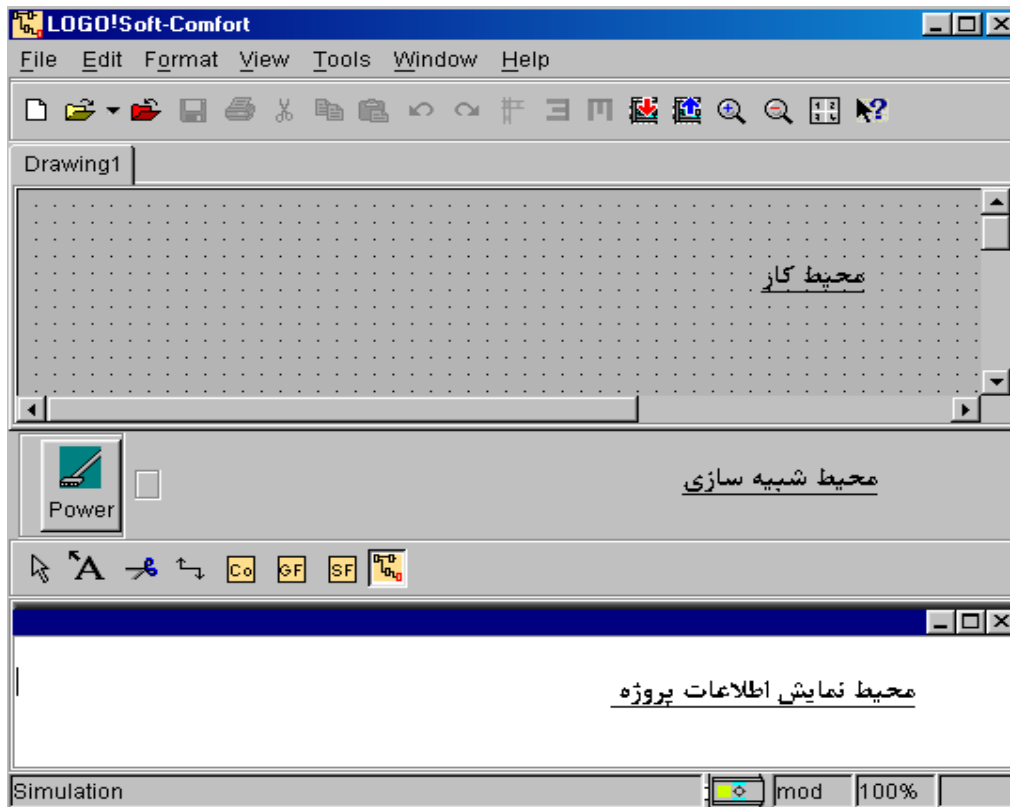 LOGO!Soft-Comfort
File Edit Format View Tools Window Help
Drawing1
محیط کار
Power
محیط شبیه سازی
A Co GF SF
محیط نمایش اطلاعات پروژه
Simulation mod 100%